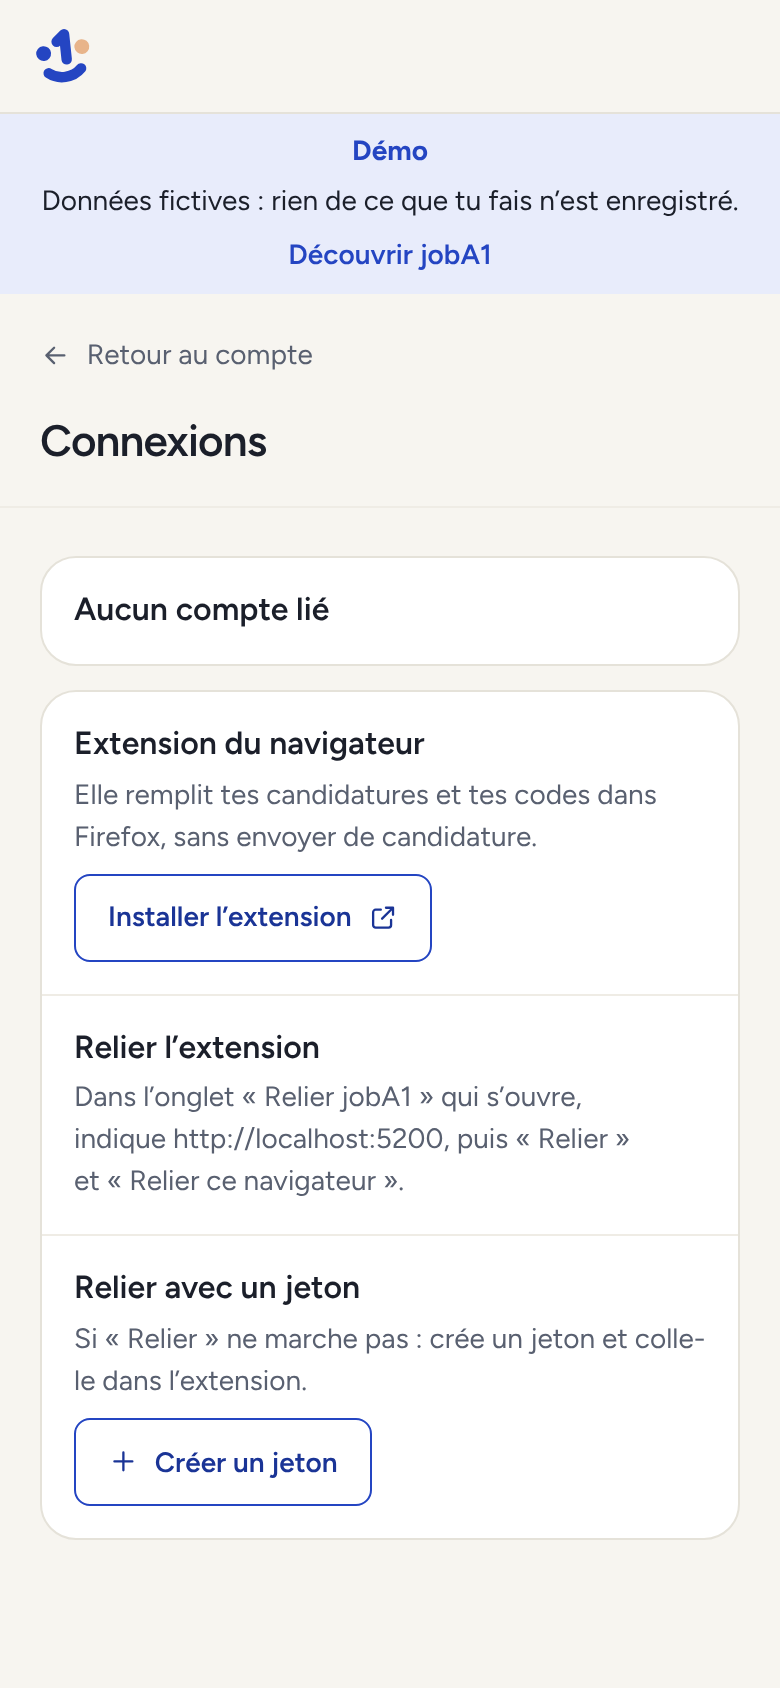 Démo
Données fictives : rien de ce que tu fais n’est enregistré.
Découvrir jobA1
Retour au compte
Connexions
Aucun compte lié
Extension du navigateur
Elle remplit tes candidatures et tes codes dans
Firefox, sans envoyer de candidature.
Installer l’extension
Relier l’extension
Dans l’onglet « Relier jobA1 » qui s’ouvre,
indique http://localhost:5200, puis « Relier »
et « Relier ce navigateur ».
Relier avec un jeton
Si « Relier » ne marche pas : crée un jeton et colle-
le dans l’extension.
Créer un jeton